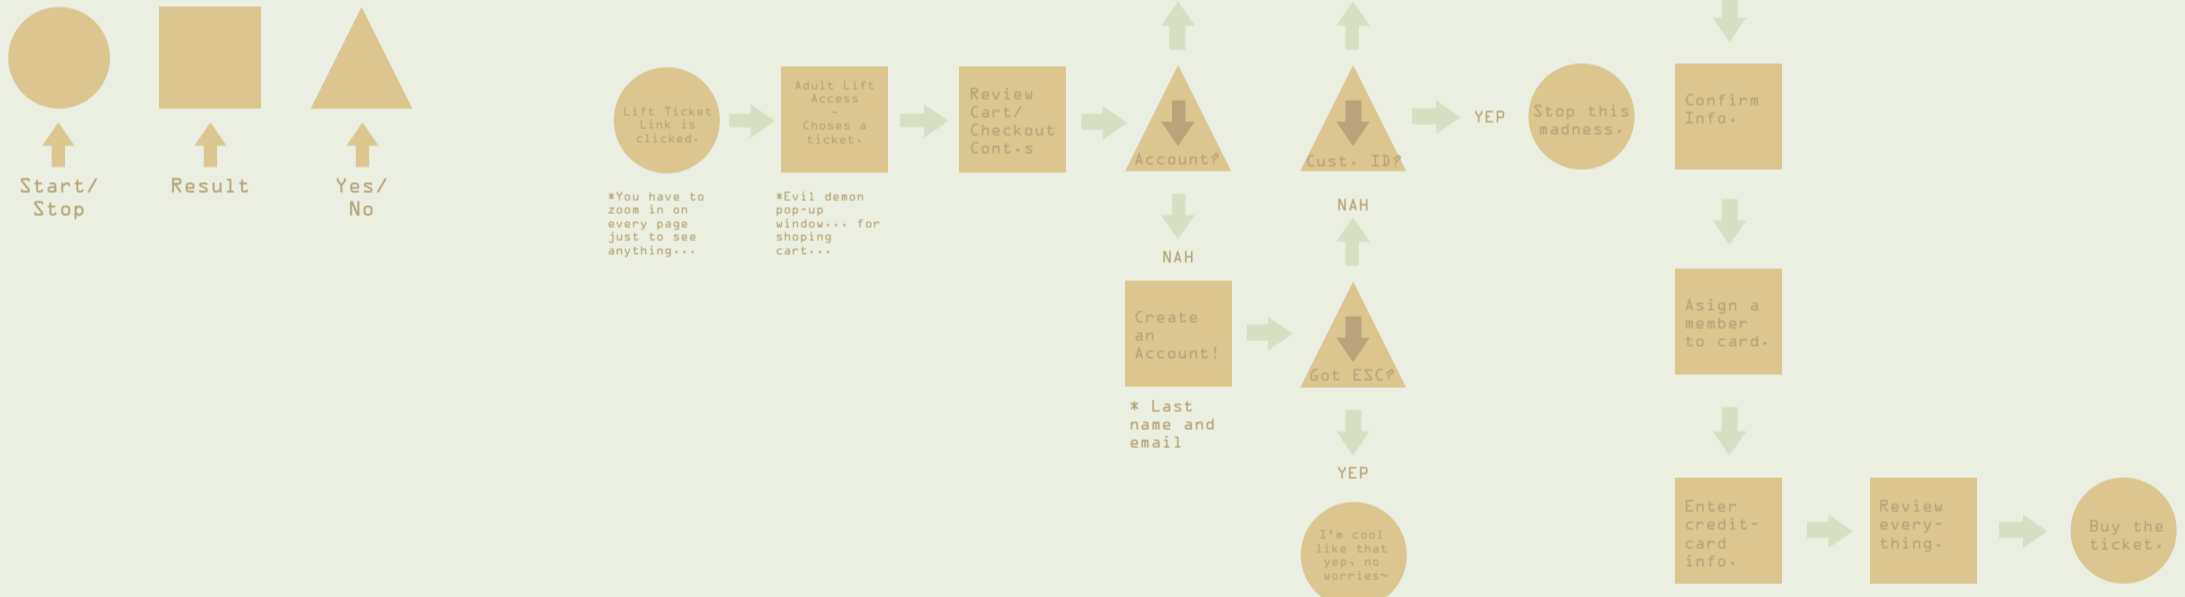 Start/
Stop
Result
Yes/
No
Lift Ticket
Link is
clicked.
*You have to
zoom in on
every page
just to see
anything...
Adult Lift
Access
-
Choses a
ticket.
*Evil demon
pop-up
window... for
shoping
cart...
Review
Cart/
Checkout
Cont.s
Account?
NAH
Create
an
Account!
* Last
name and
email
Cust. ID?
YEP
NAH
Got ESC?
YEP
I'm cool
like that
yep, no
worries~
Stop this
madness.
Confirm
Info.
Asign a
member
to card.
Enter
credit-
card
info.
Review
every-
thing.
Buy the
ticket.